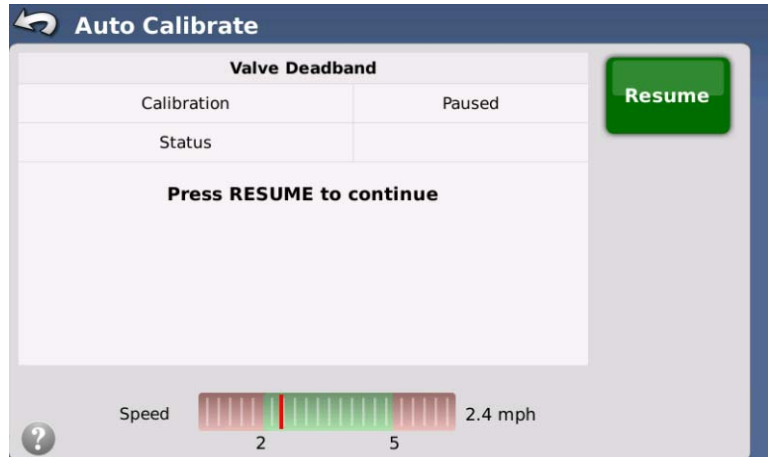 Auto Calibrate
Valve Deadband
Calibration Paused
Resume
Status
Press RESUME to continue
Speed 2.4 mph
2 5
?